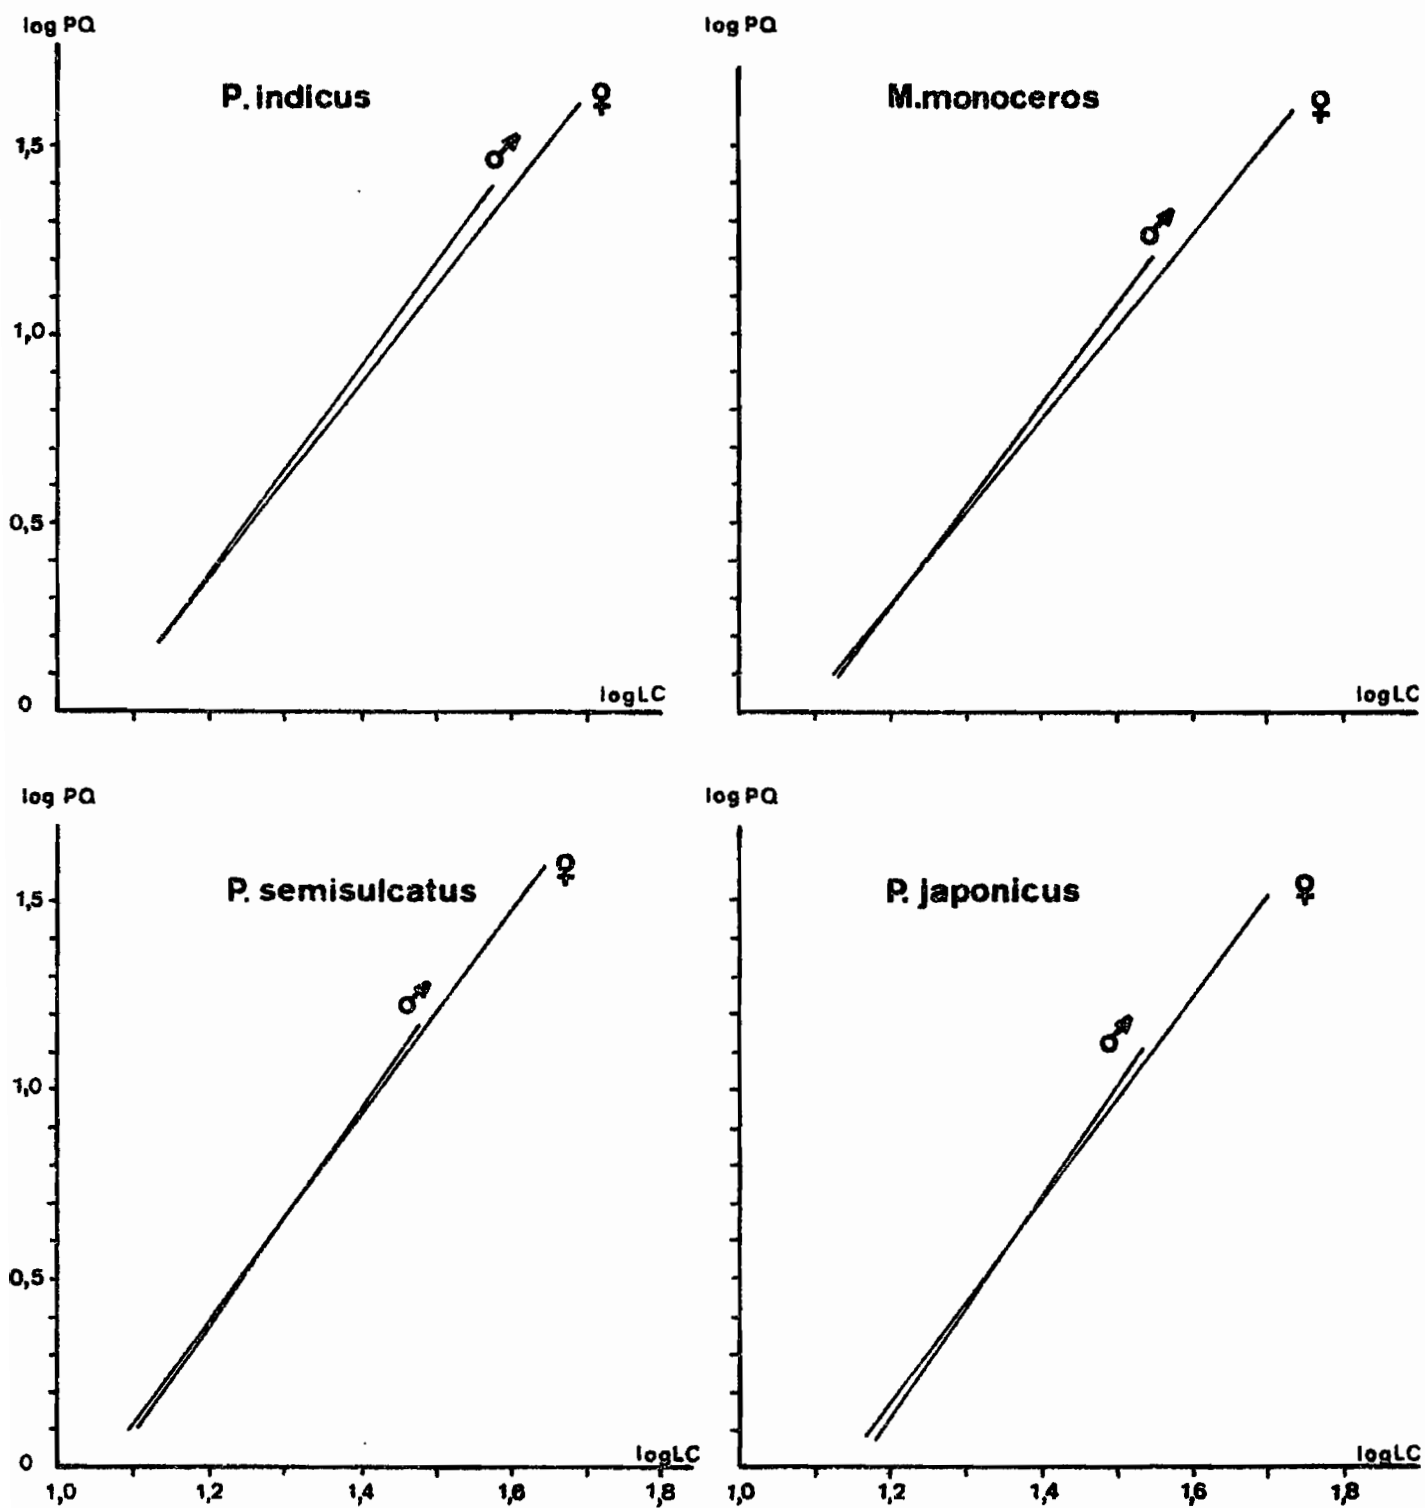 log PQ
P. indicus
♀
♂
1,5
1,0
0,5
0
logLC
log PQ
M.monoceros
♀
♂
logLC
log PQ
P. semisulcatus
♀
♂
1,5
1,0
0,5
0
logLC
1,0 1,2 1,4 1,6 1,8
log PQ
P. japonicus
♀
♂
logLC
1,0 1,2 1,4 1,6 1,8